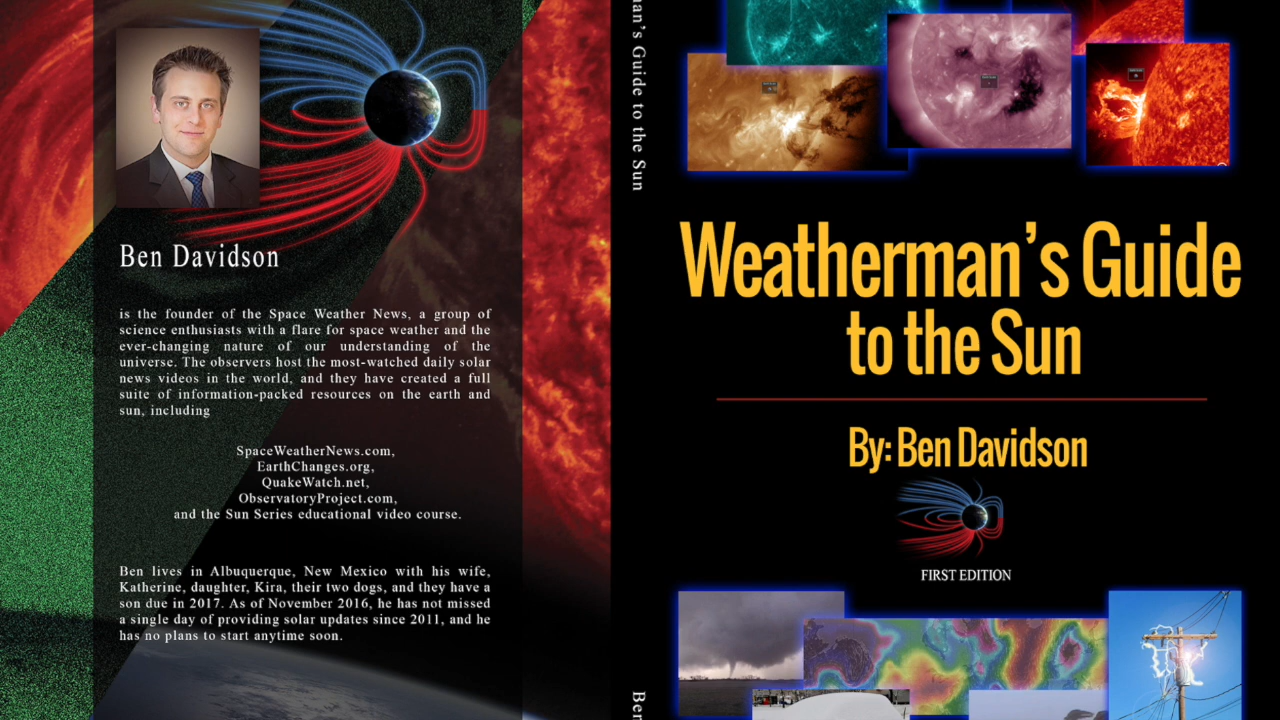 Ben Davidson
is the founder of the Space Weather News, a group of
science enthusiasts with a flare for space weather and the
ever-changing nature of our understanding of the
universe. The observers host the most-watched daily solar
news videos in the world, and they have created a full
suite of information-packed resources on the earth and
sun, including
SpaceWeatherNews.com,
EarthChanges.org,
QuakeWatch.net,
ObservatoryProject.com,
and the Sun Series educational video course.
Ben lives in Albuquerque, New Mexico with his wife,
Katherine, daughter, Kira, their two dogs, and they have a
son due in 2017. As of November 2016, he has not missed
a single day of providing solar updates since 2011, and he
has no plans to start anytime soon.
man's Guide to the Sun
Ben
Weatherman's Guide
to the Sun
By: Ben Davidson
FIRST EDITION